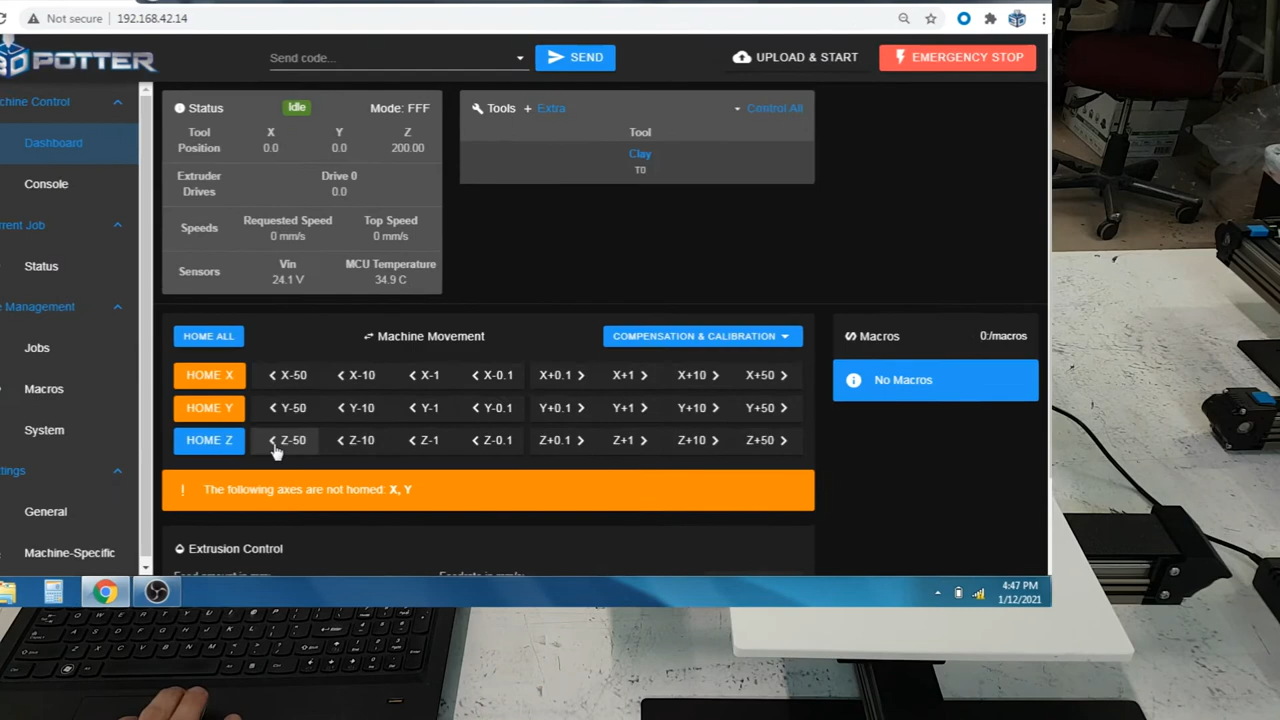 Not secure | 192.168.42.14
POTTER
Send code...
SEND
UPLOAD & START
EMERGENCY STOP
chine Control
Dashboard
Console
rrent Job
Status
e Management
Jobs
Macros
System
ttings
General
Machine-Specific
Status Idle Mode: FFF
Tool Position X Y Z
0.0 0.0 200.00
Extruder Drives Drive 0
0.0
Speeds Requested Speed Top Speed
0 mm/s 0 mm/s
Sensors Vin MCU Temperature
24.1 V 34.9 C
Tools + Extra Control All
Tool
Clay
T0
HOME ALL Machine Movement COMPENSATION & CALIBRATION
HOME X X-50 X-10 X-1 X-0.1 X+0.1 X+1 X+10 X+50
HOME Y Y-50 Y-10 Y-1 Y-0.1 Y+0.1 Y+1 Y+10 Y+50
HOME Z Z-50 Z-10 Z-1 Z-0.1 Z+0.1 Z+1 Z+10 Z+50
! The following axes are not homed: X, Y
Extrusion Control
Macros 0:/macros
No Macros
4:47 PM
1/12/2021